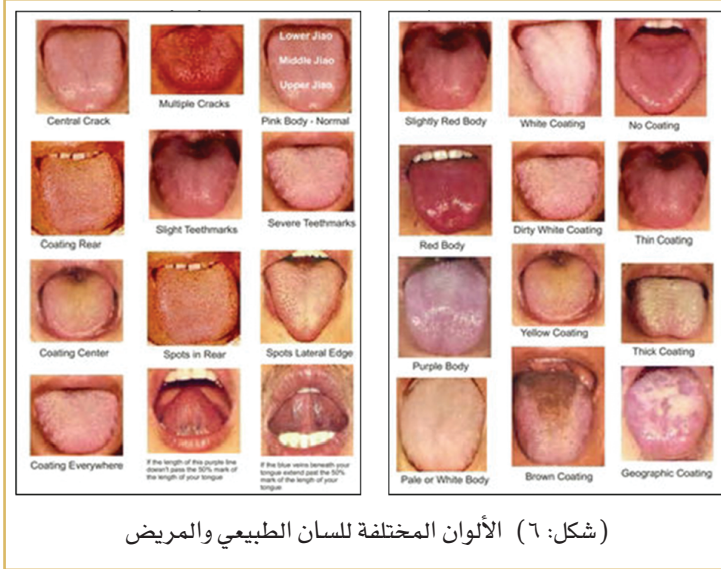 Lower Jiao
Middle Jiao
Upper Jiao
Central Crack
Multiple Cracks
Pink Body - Normal
Coating Rear
Slight Teethmarks
Severe Teethmarks
Coating Center
Spots in Rear
Spots Lateral Edge
Coating Everywhere
If the length of this purple line
doesn't pass the 50% mark of
the length of your tongue
If the blue veins beneath your
tongue extend past the 50%
mark of the length of your
tongue
Slightly Red Body
White Coating
No Coating
Red Body
Dirty White Coating
Thin Coating
Purple Body
Yellow Coating
Thick Coating
Pale or White Body
Brown Coating
Geographic Coating
(شكل: ٦) الألوان المختلفة للسان الطبيعي والمريض